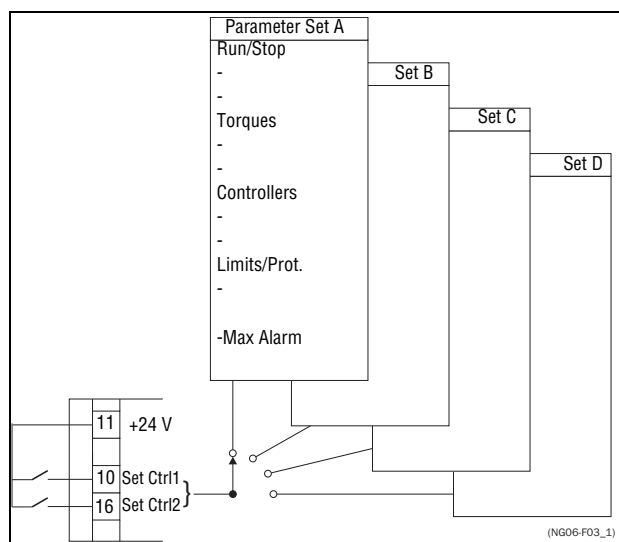 Parameter Set A
Run/Stop
-
-
Torques
-
-
Controllers
-
-
Limits/Prot.
-
-Max Alarm
Set B
Set C
Set D
11 +24 V
10 Set Ctrl1
16 Set Ctrl2
}
(NG06-F03_1)